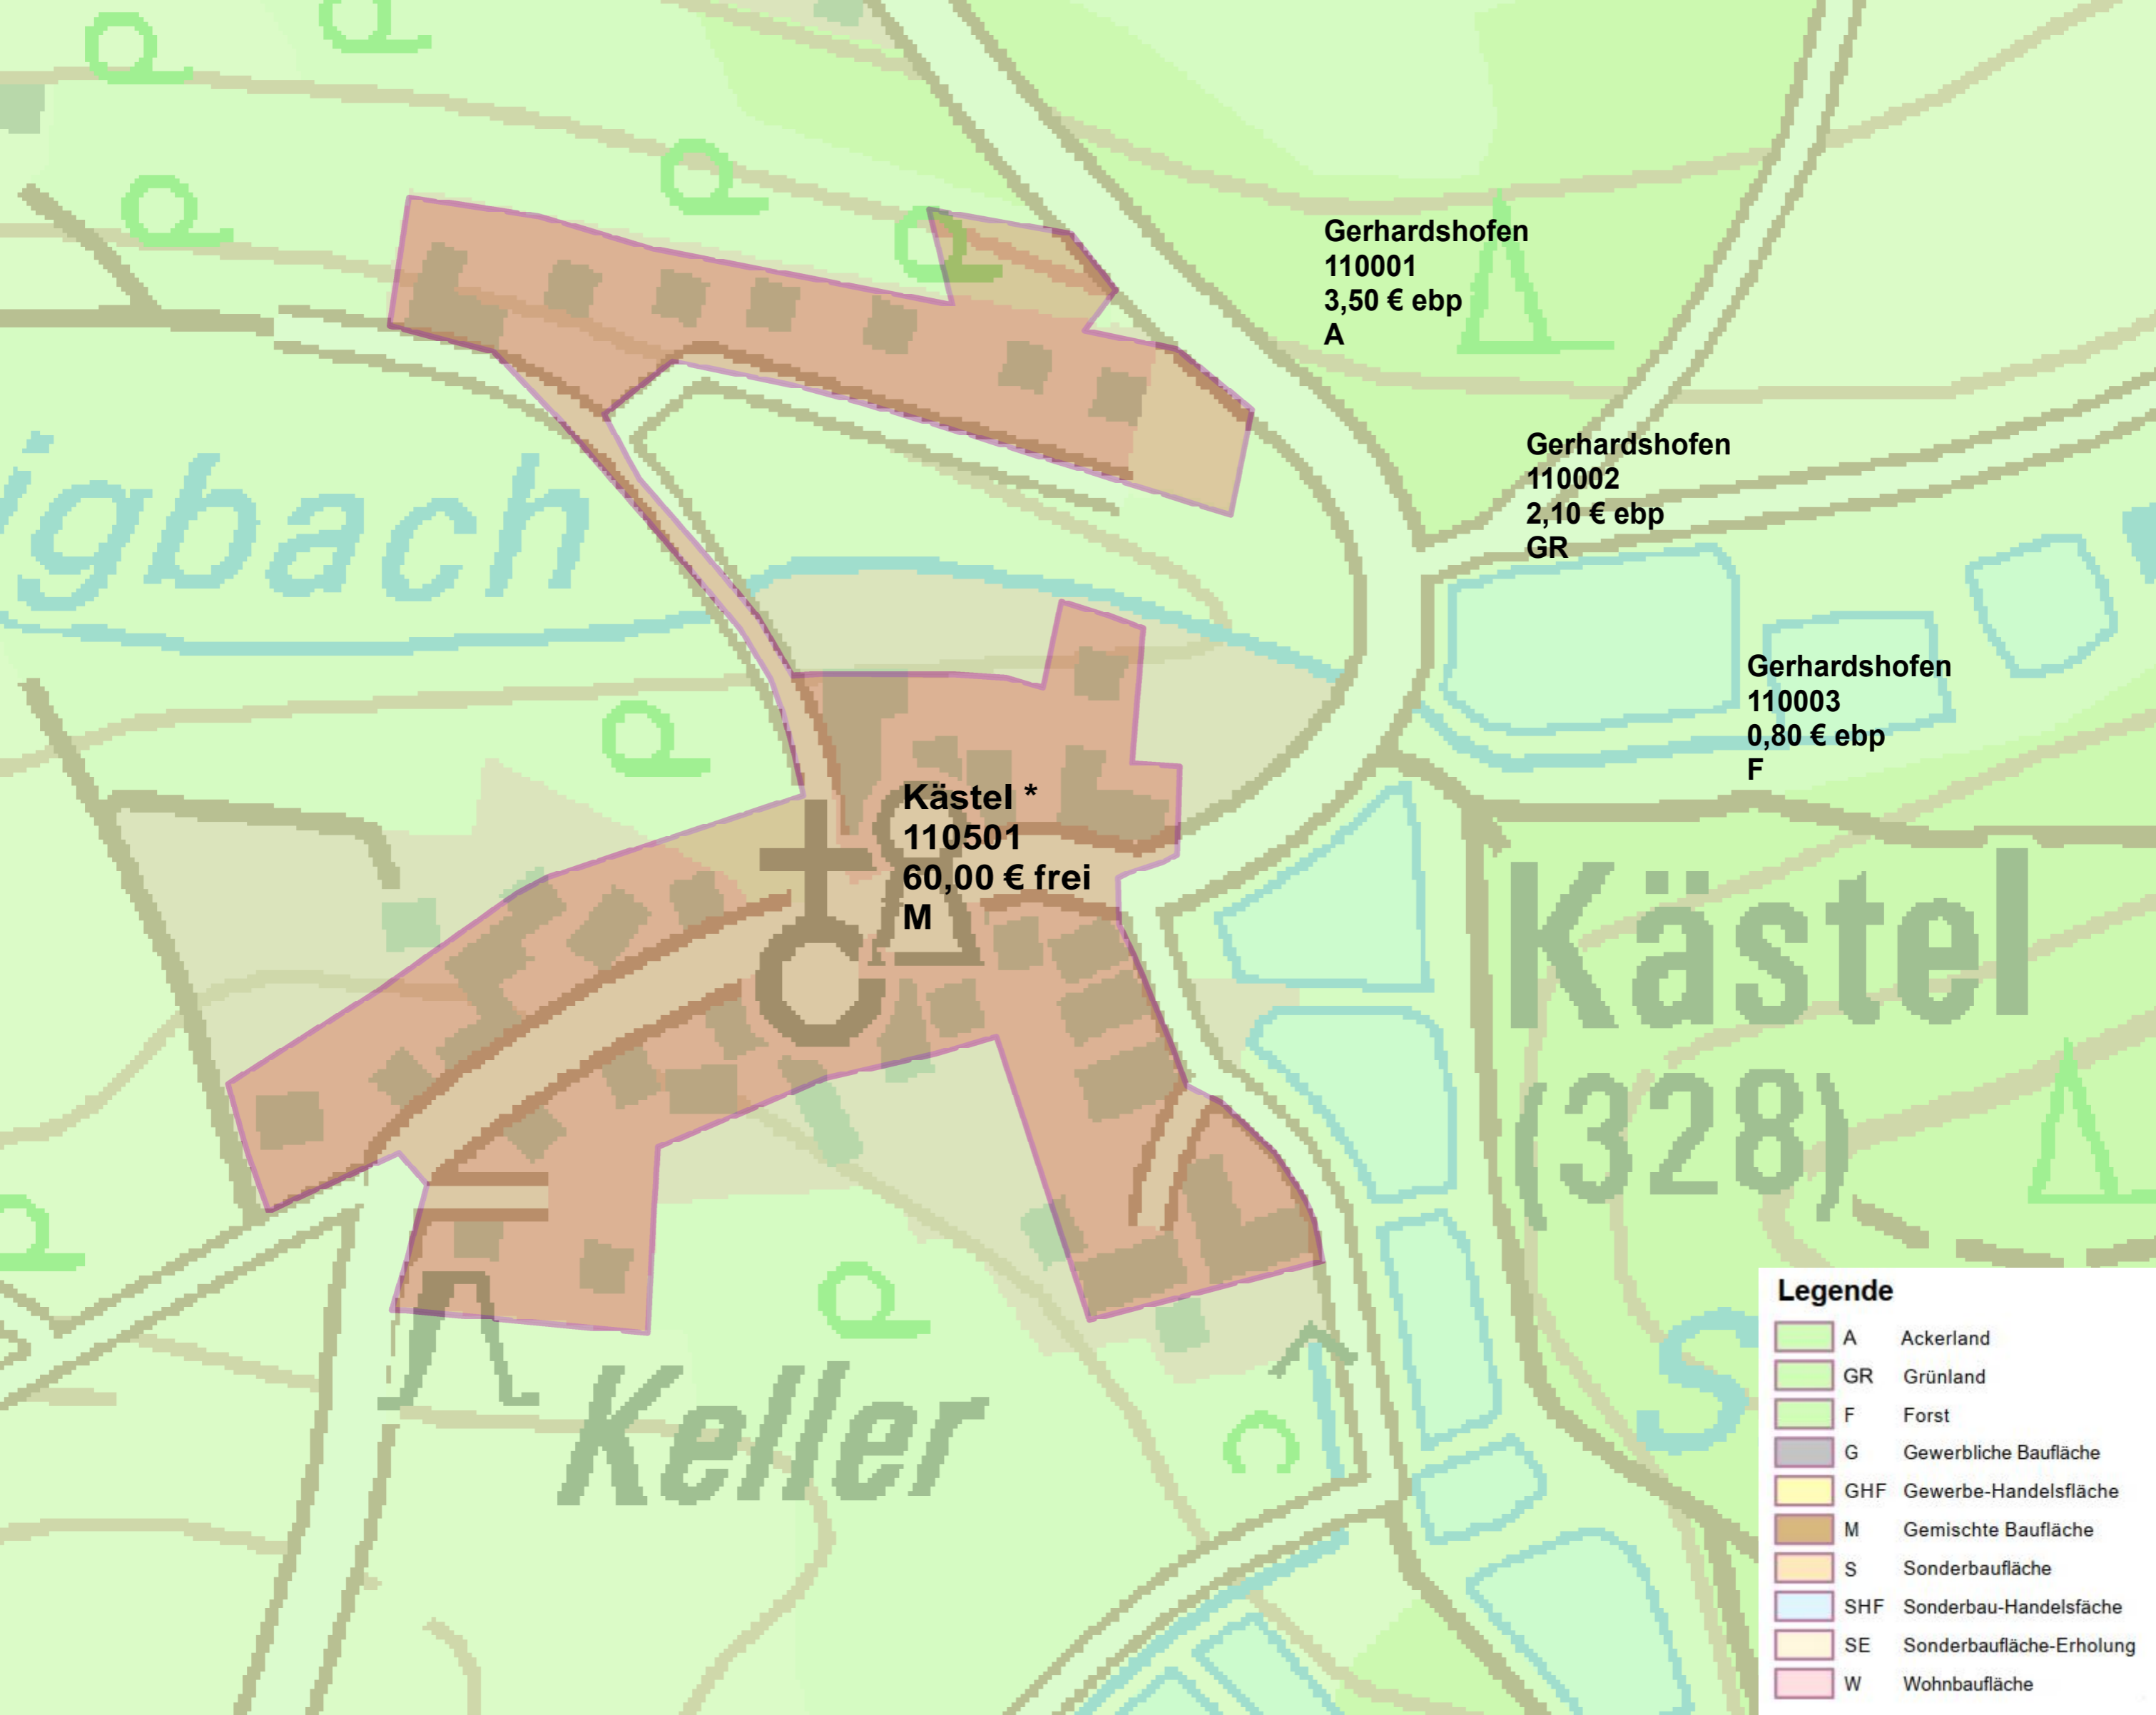 Gerhardshofen
110001
3,50 € ebp
A
Gerhardshofen
110002
2,10 € ebp
GR
igbach
Gerhardshofen
110003
0,80 € ebp
F
Kästel *
110501
60,00 € frei
M
Kästel
(328)
Keller
S
Legende
A Ackerland
GR Grünland
F Forst
G Gewerbliche Baufläche
GHF Gewerbe-Handelsfläche
M Gemischte Baufläche
S Sonderbaufläche
SHF Sonderbau-Handelsfäche
SE Sonderbaufläche-Erholung
W Wohnbaufläche